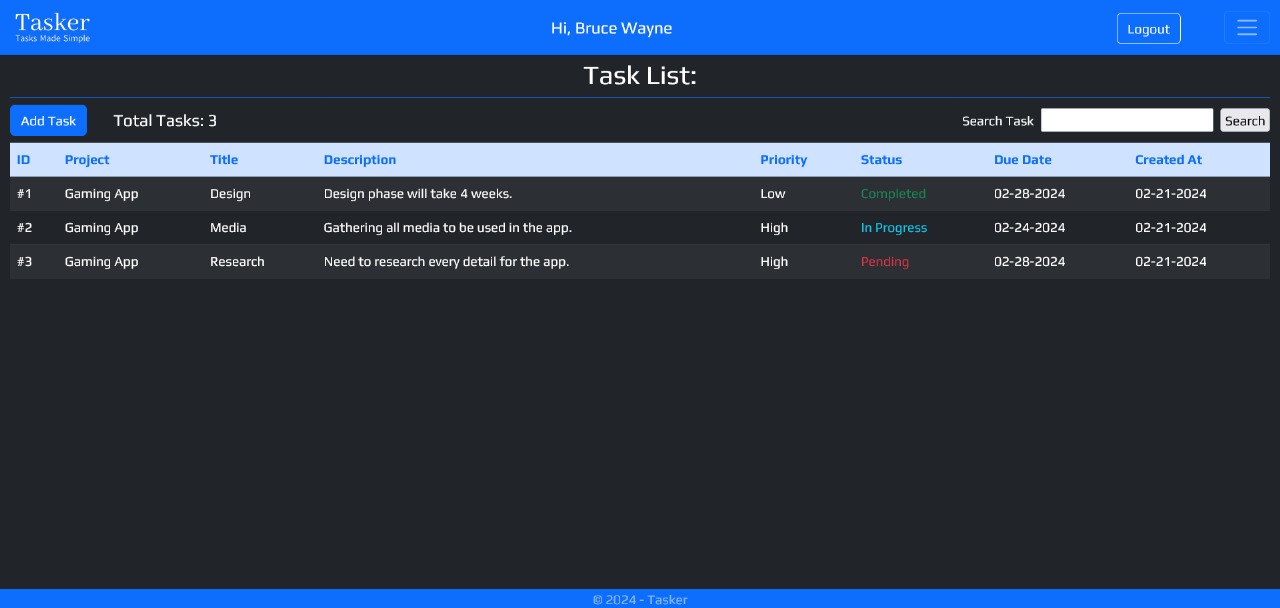 Tasker
Tasks Made Simple
Hi, Bruce Wayne
Logout
Task List:
Add Task Total Tasks: 3 Search Task Search
ID Project Title Description Priority Status Due Date Created At
#1 Gaming App Design Design phase will take 4 weeks. Low Completed 02-28-2024 02-21-2024
#2 Gaming App Media Gathering all media to be used in the app. High In Progress 02-24-2024 02-21-2024
#3 Gaming App Research Need to research every detail for the app. High Pending 02-28-2024 02-21-2024
© 2024 - Tasker